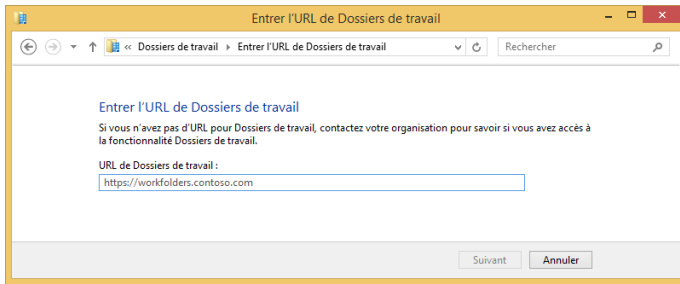 Entrer l'URL de Dossiers de travail
« Dossiers de travail ▸ Entrer l'URL de Dossiers de travail
Rechercher
Entrer l'URL de Dossiers de travail
Si vous n'avez pas d'URL pour Dossiers de travail, contactez votre organisation pour savoir si vous avez accès à
la fonctionnalité Dossiers de travail.
URL de Dossiers de travail :
https://workfolders.contoso.com
Suivant Annuler